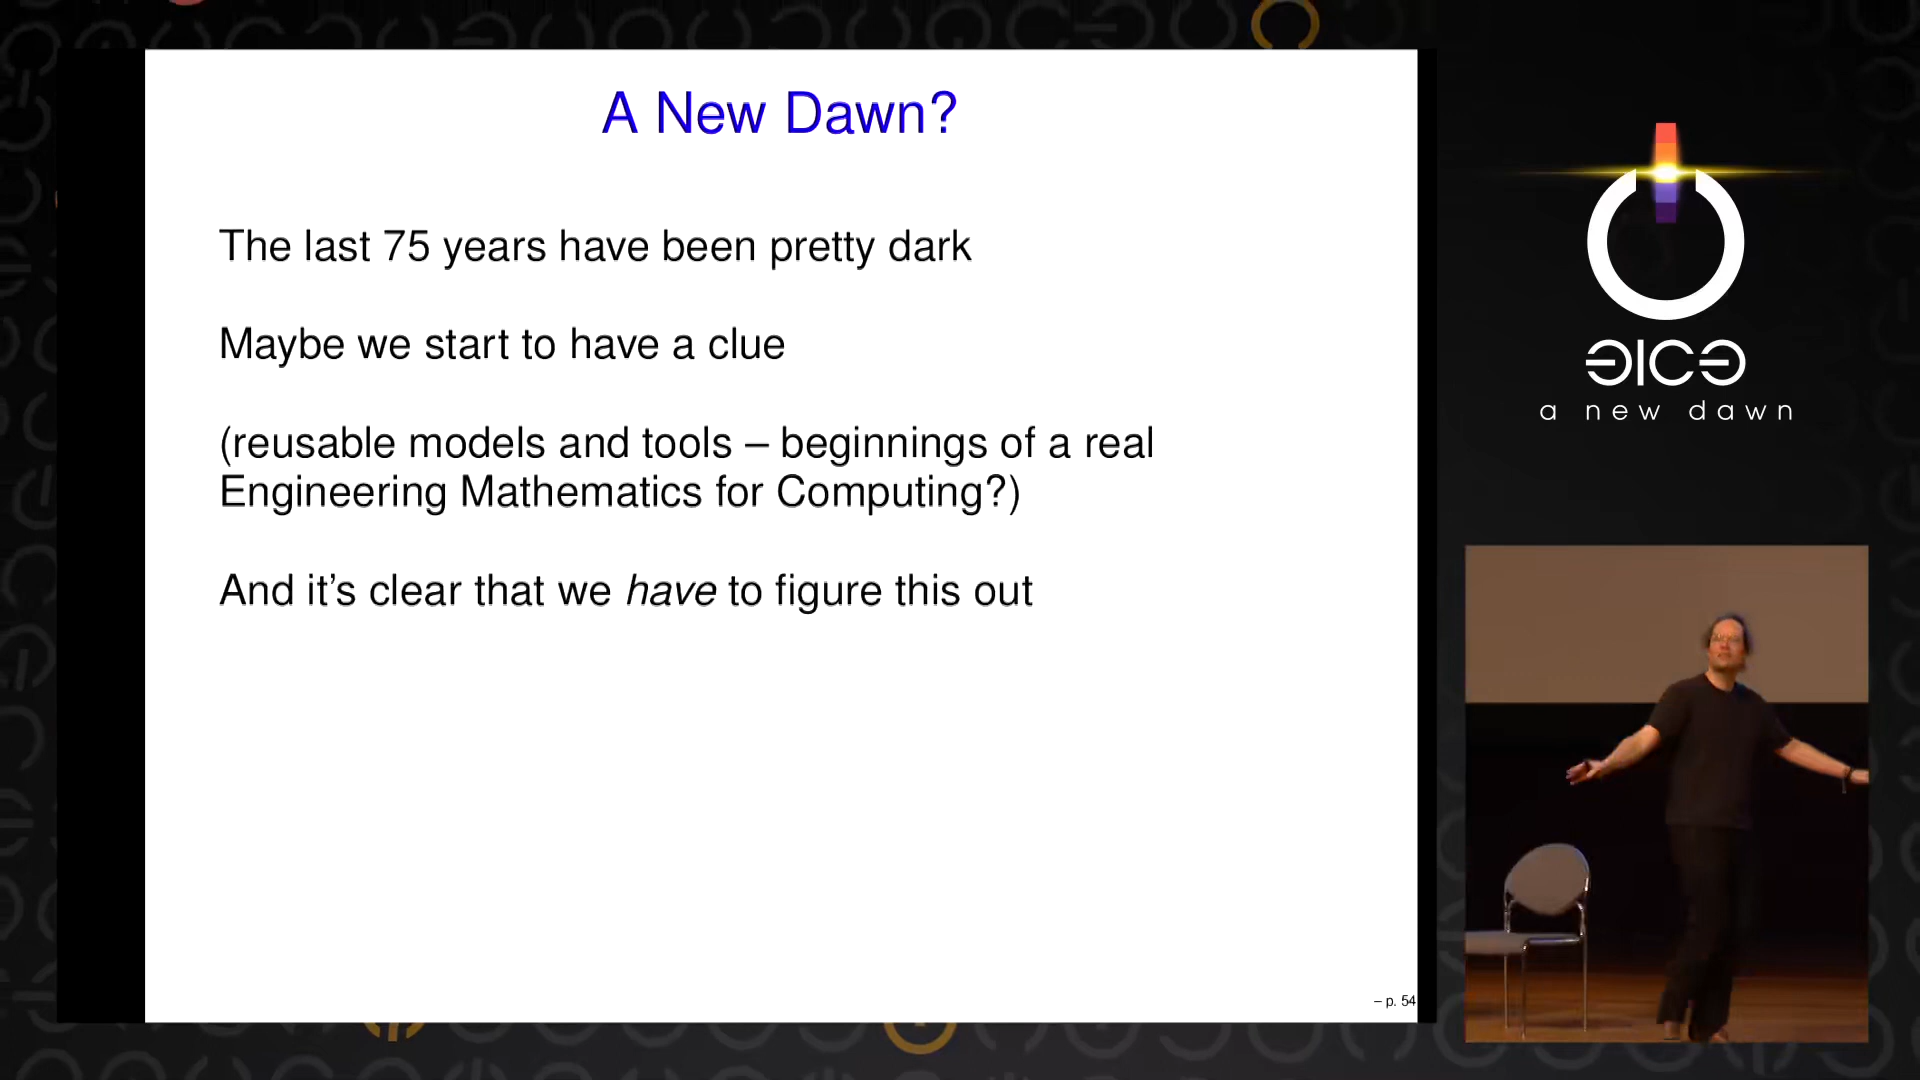 A New Dawn?
The last 75 years have been pretty dark
Maybe we start to have a clue
(reusable models and tools – beginnings of a real
Engineering Mathematics for Computing?)
And it's clear that we have to figure this out
– p. 54
a new dawn